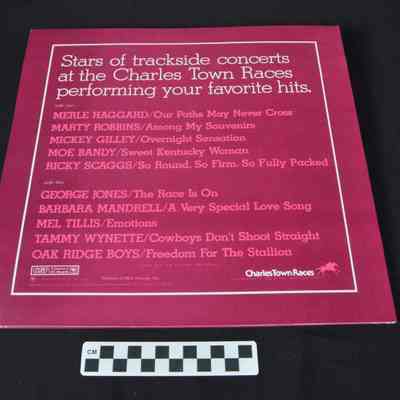 Stars of trackside concerts
at the Charles Town Races
performing your favorite hits.
MERLE HAGGARD/Our Paths May Never Cross
MARTY ROBBINS/Among My Souvenirs
MICKEY GILLEY/Overnight Sensation
MOE BANDY/Sweet Kentucky Woman
RICKY SCAGGS/So Round, So Firm, So Fully Packed
GEORGE JONES/The Race Is On
BARBARA MANDRELL/A Very Special Love Song
MEL TILLIS/Emotions
TAMMY WYNETTE/Cowboys Don't Shoot Straight
OAK RIDGE BOYS/Freedom For The Stallion
Charles Town Races
CM